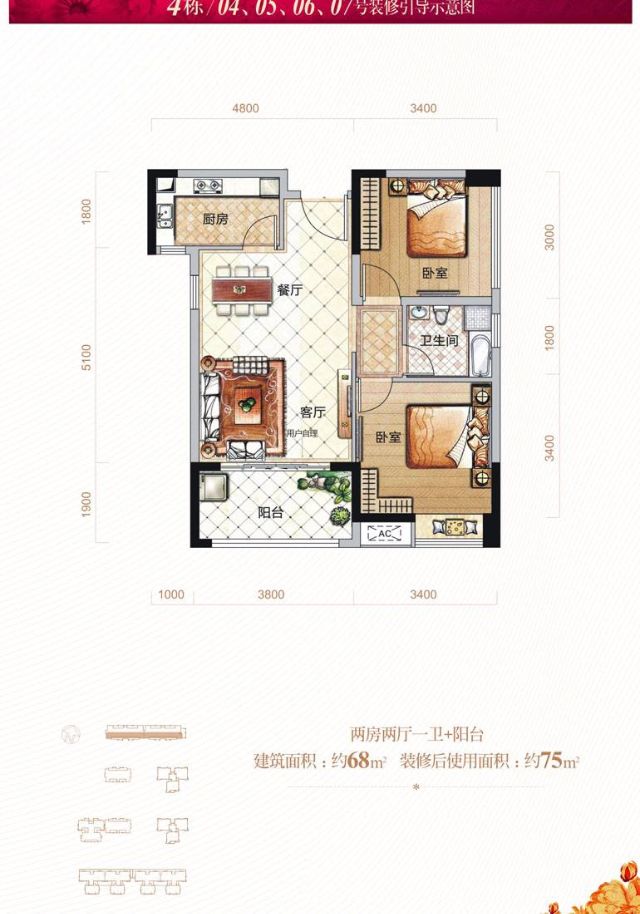 4栋/04、05、06、07号装修引导示意图
4800 3400
1800
5100
1900
3000
1800
3400
厨房
餐厅
卧室
卫生间
客厅
用户自理
卧室
阳台
AC
1000 3800 3400
两房两厅一卫+阳台
建筑面积：约68m² 装修后使用面积：约75m²
*